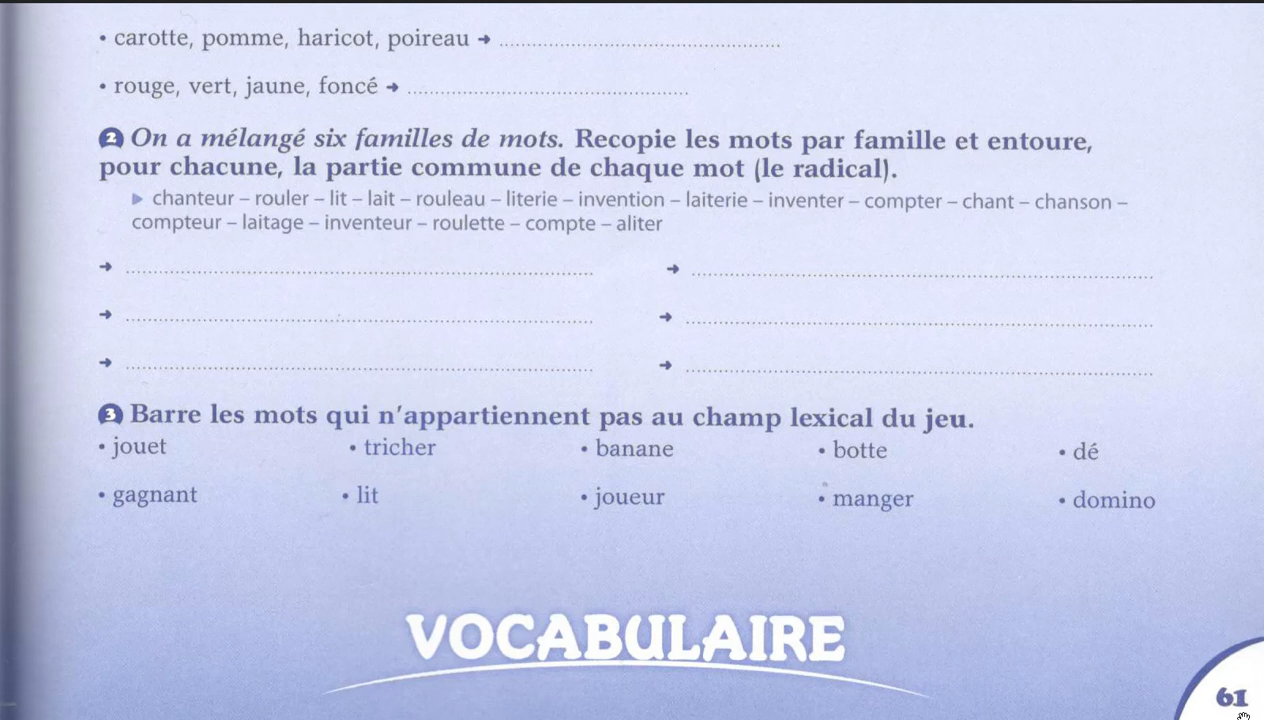 • carotte, pomme, haricot, poireau ➔ ........................................
• rouge, vert, jaune, foncé ➔ ........................................
2 On a mélangé six familles de mots. Recopie les mots par famille et entoure,
pour chacune, la partie commune de chaque mot (le radical).
▶ chanteur – rouler – lit – lait – rouleau – literie – invention – laiterie – inventer – compter – chant – chanson –
compteur – laitage – inventeur – roulette – compte – aliter
➔ ........................................ ➔ ........................................
➔ ........................................ ➔ ........................................
➔ ........................................ ➔ ........................................
3 Barre les mots qui n'appartiennent pas au champ lexical du jeu.
• jouet • tricher • banane • botte • dé
• gagnant • lit • joueur • manger • domino
VOCABULAIRE
61